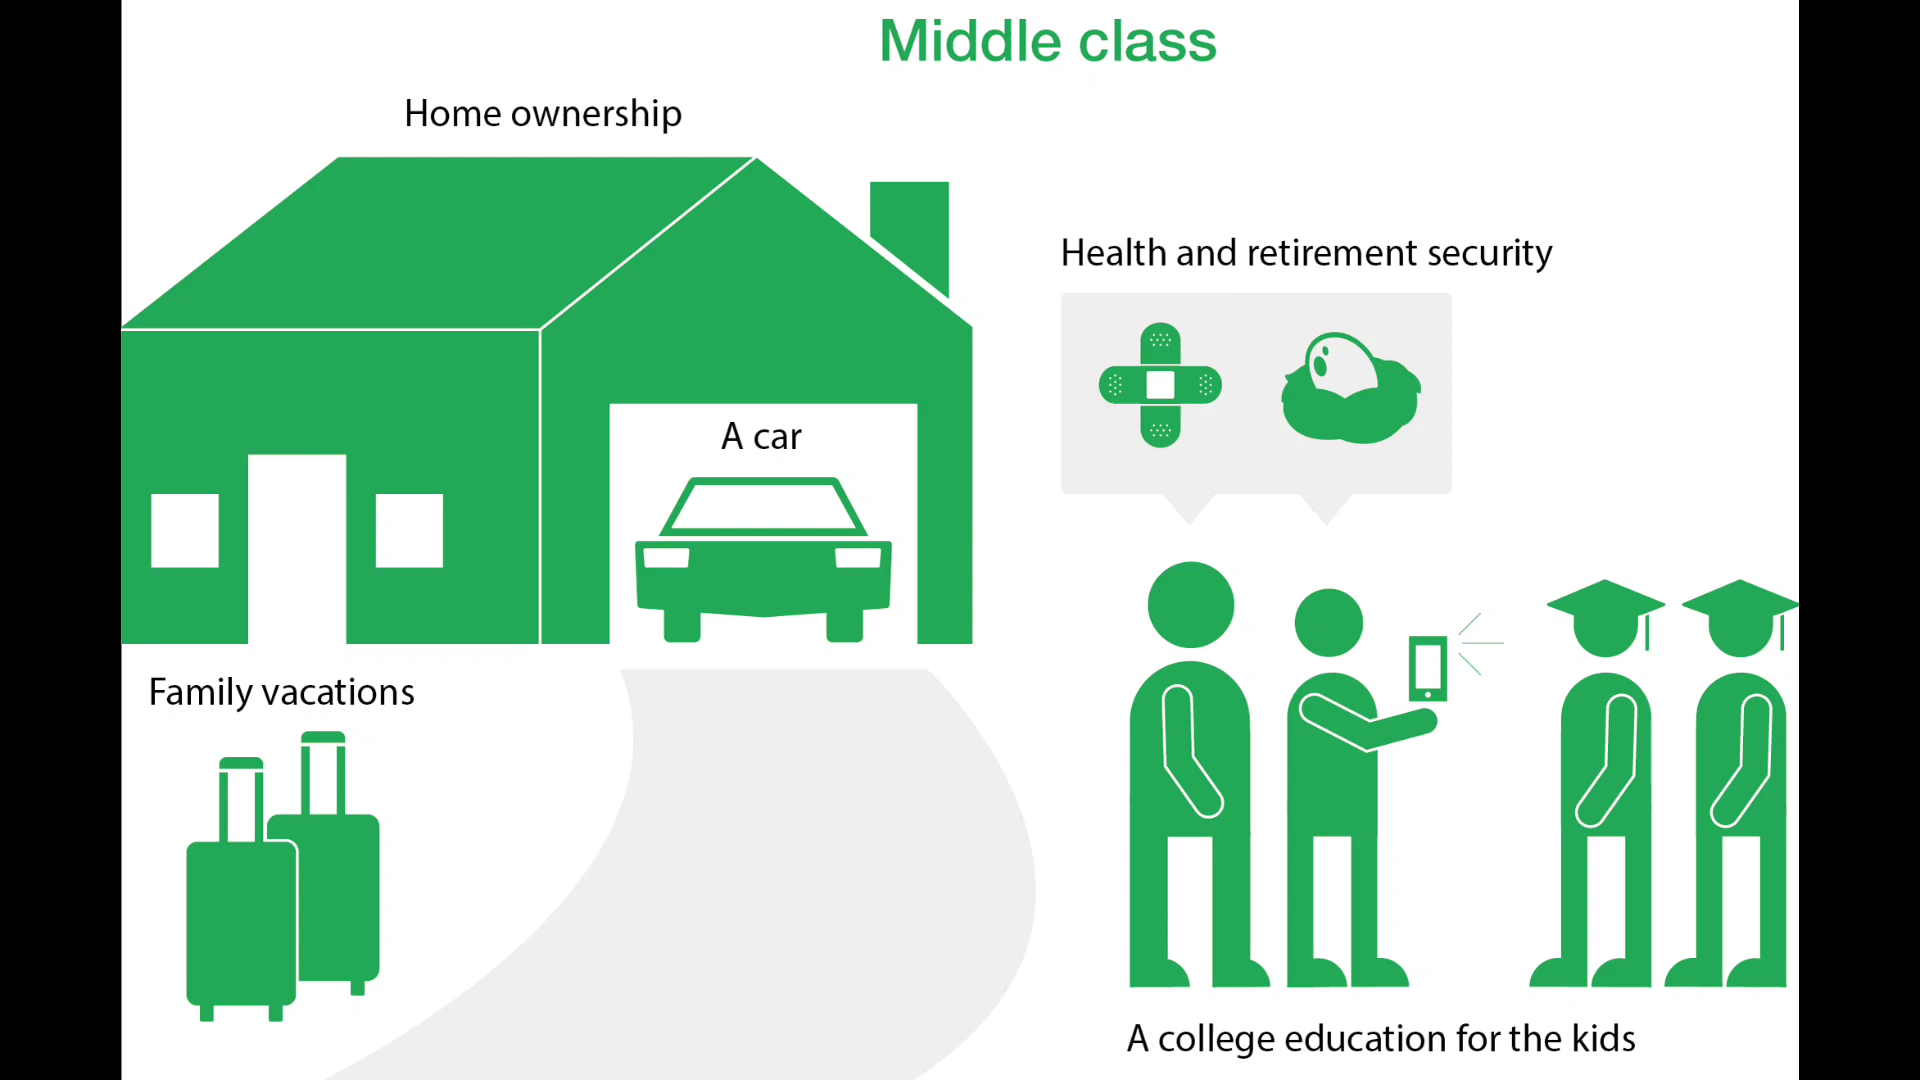 Middle class
Home ownership
Health and retirement security
A car
Family vacations
A college education for the kids